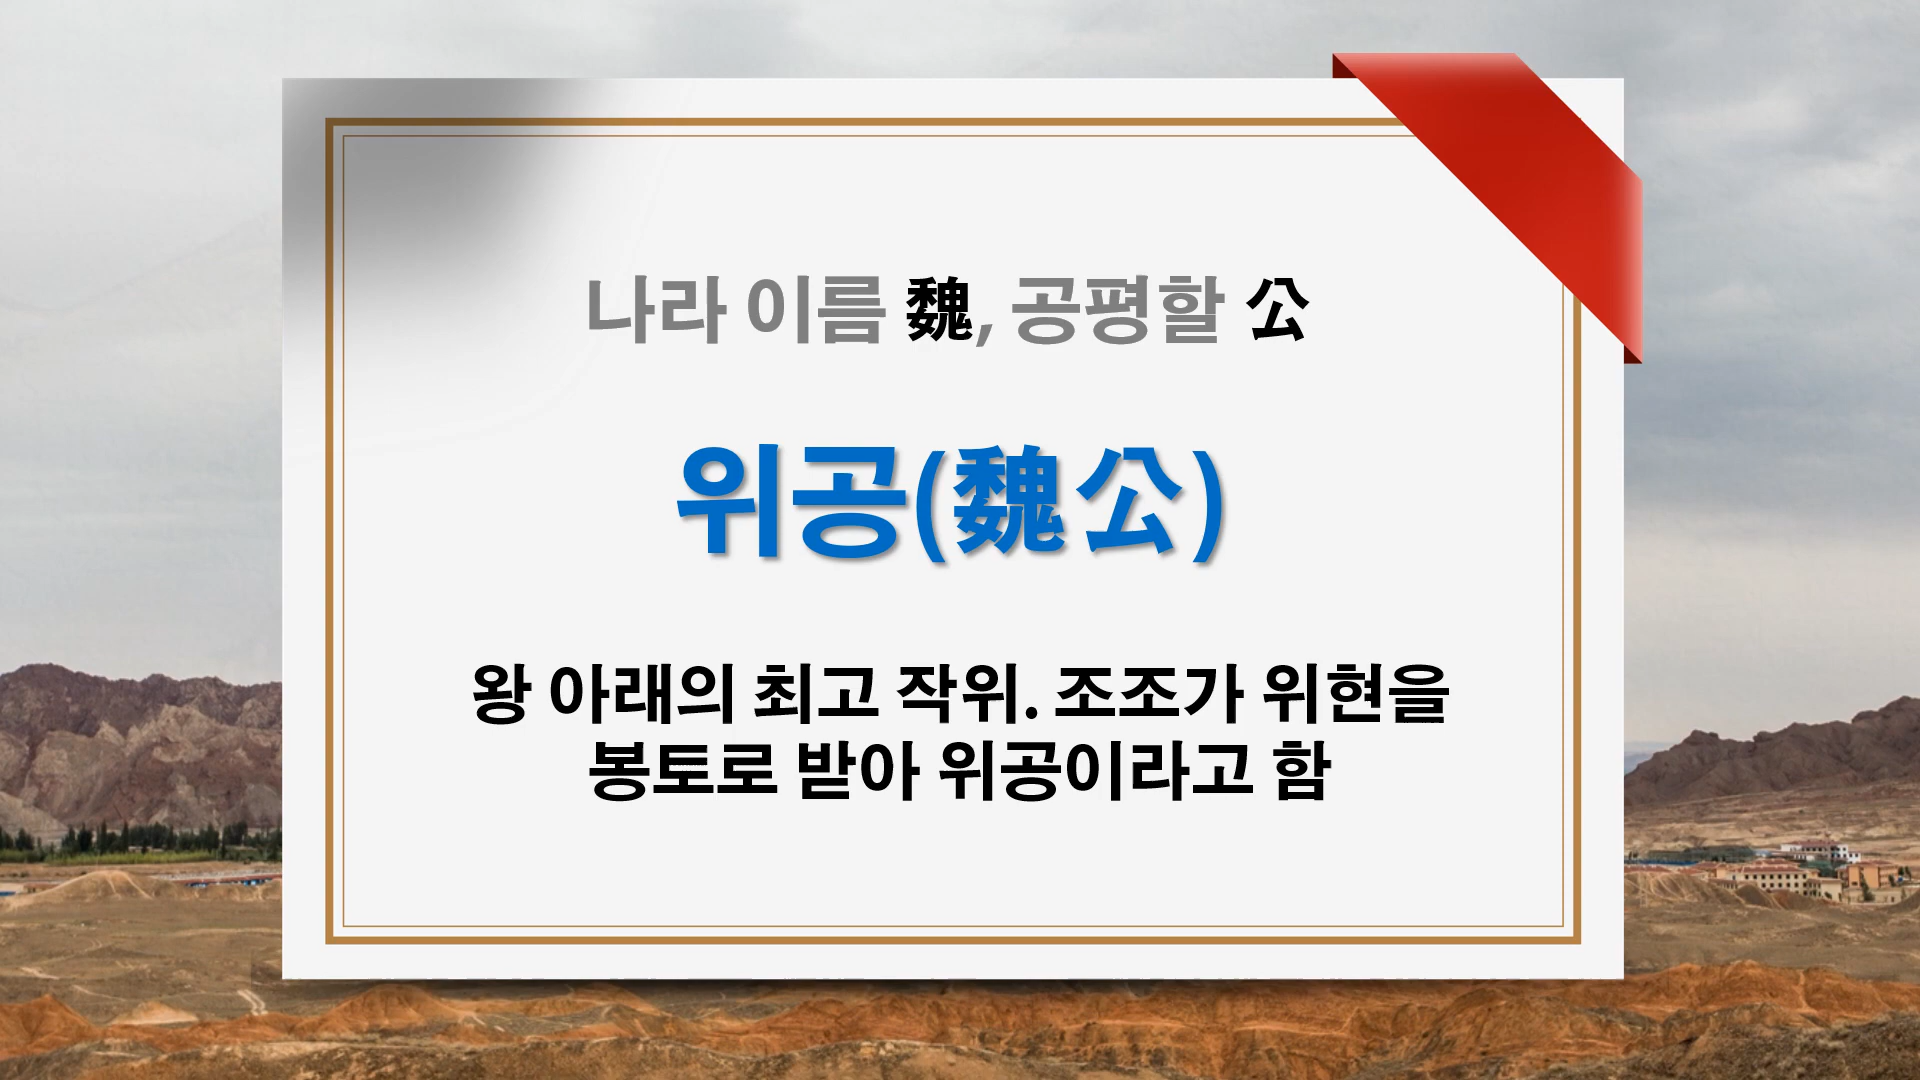 나라 이름 魏, 공평할 公
위공(魏公)
왕 아래의 최고 작위. 조조가 위현을
봉토로 받아 위공이라고 함